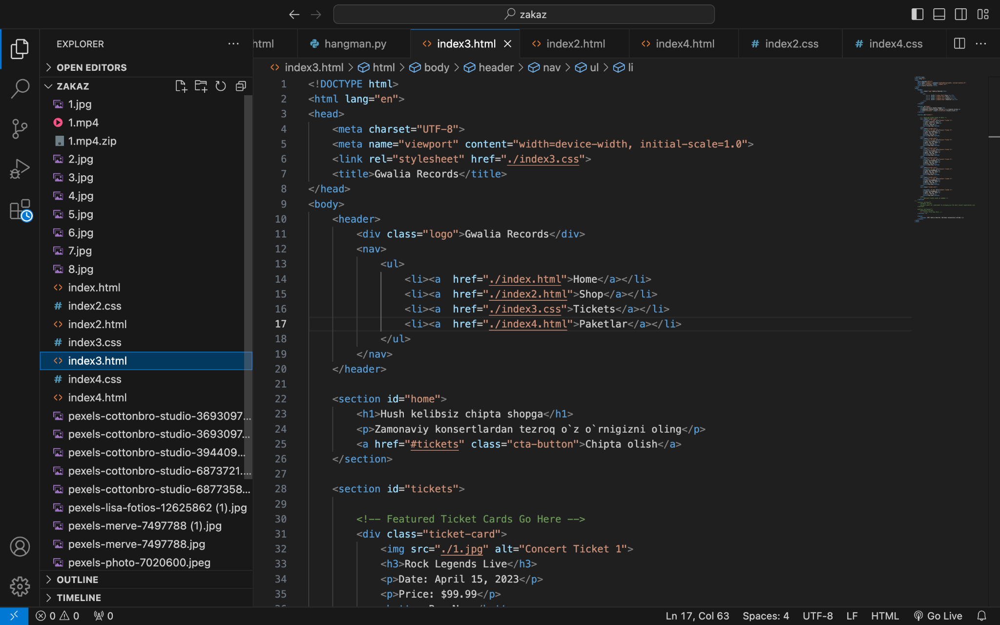 zakaz
EXPLORER
html
hangman.py
index3.html
index2.html
index4.html
# index2.css
# index4.css
OPEN EDITORS
index3.html > html > body > header > nav > ul > li
ZAKAZ
1.jpg
1.mp4
1.mp4.zip
2.jpg
3.jpg
4.jpg
5.jpg
6.jpg
7.jpg
8.jpg
index.html
# index2.css
index2.html
# index3.css
index3.html
# index4.css
index4.html
pexels-cottonbro-studio-3693097...
pexels-cottonbro-studio-3693097...
pexels-cottonbro-studio-394409...
pexels-cottonbro-studio-6873721....
pexels-cottonbro-studio-6877358...
pexels-lisa-fotios-12625862 (1).jpg
pexels-merve-7497788 (1).jpg
pexels-merve-7497788.jpg
pexels-photo-7020600.jpeg
OUTLINE
TIMELINE
1 <!DOCTYPE html>
2 <html lang="en">
3 <head>
4 <meta charset="UTF-8">
5 <meta name="viewport" content="width=device-width, initial-scale=1.0">
6 <link rel="stylesheet" href="./index3.css">
7 <title>Gwalia Records</title>
8 </head>
9 <body>
10 <header>
11 <div class="logo">Gwalia Records</div>
12 <nav>
13 <ul>
14 <li><a  href="./index.html">Home</a></li>
15 <li><a  href="./index2.html">Shop</a></li>
16 <li><a  href="./index3.css">Tickets</a></li>
17 <li><a  href="./index4.html">Paketlar</a></li>
18 </ul>
19 </nav>
20 </header>
21
22 <section id="home">
23 <h1>Hush kelibsiz chipta shopga</h1>
24 <p>Zamonaviy konsertlardan tezroq o`z o`rnigizni oling</p>
25 <a href="#tickets" class="cta-button">Chipta olish</a>
26 </section>
27
28 <section id="tickets">
29
30 <!-- Featured Ticket Cards Go Here -->
31 <div class="ticket-card">
32 <img src="./1.jpg" alt="Concert Ticket 1">
33 <h3>Rock Legends Live</h3>
34 <p>Date: April 15, 2023</p>
35 <p>Price: $99.99</p>
0 0 0
Ln 17, Col 63 Spaces: 4 UTF-8 LF HTML Go Live